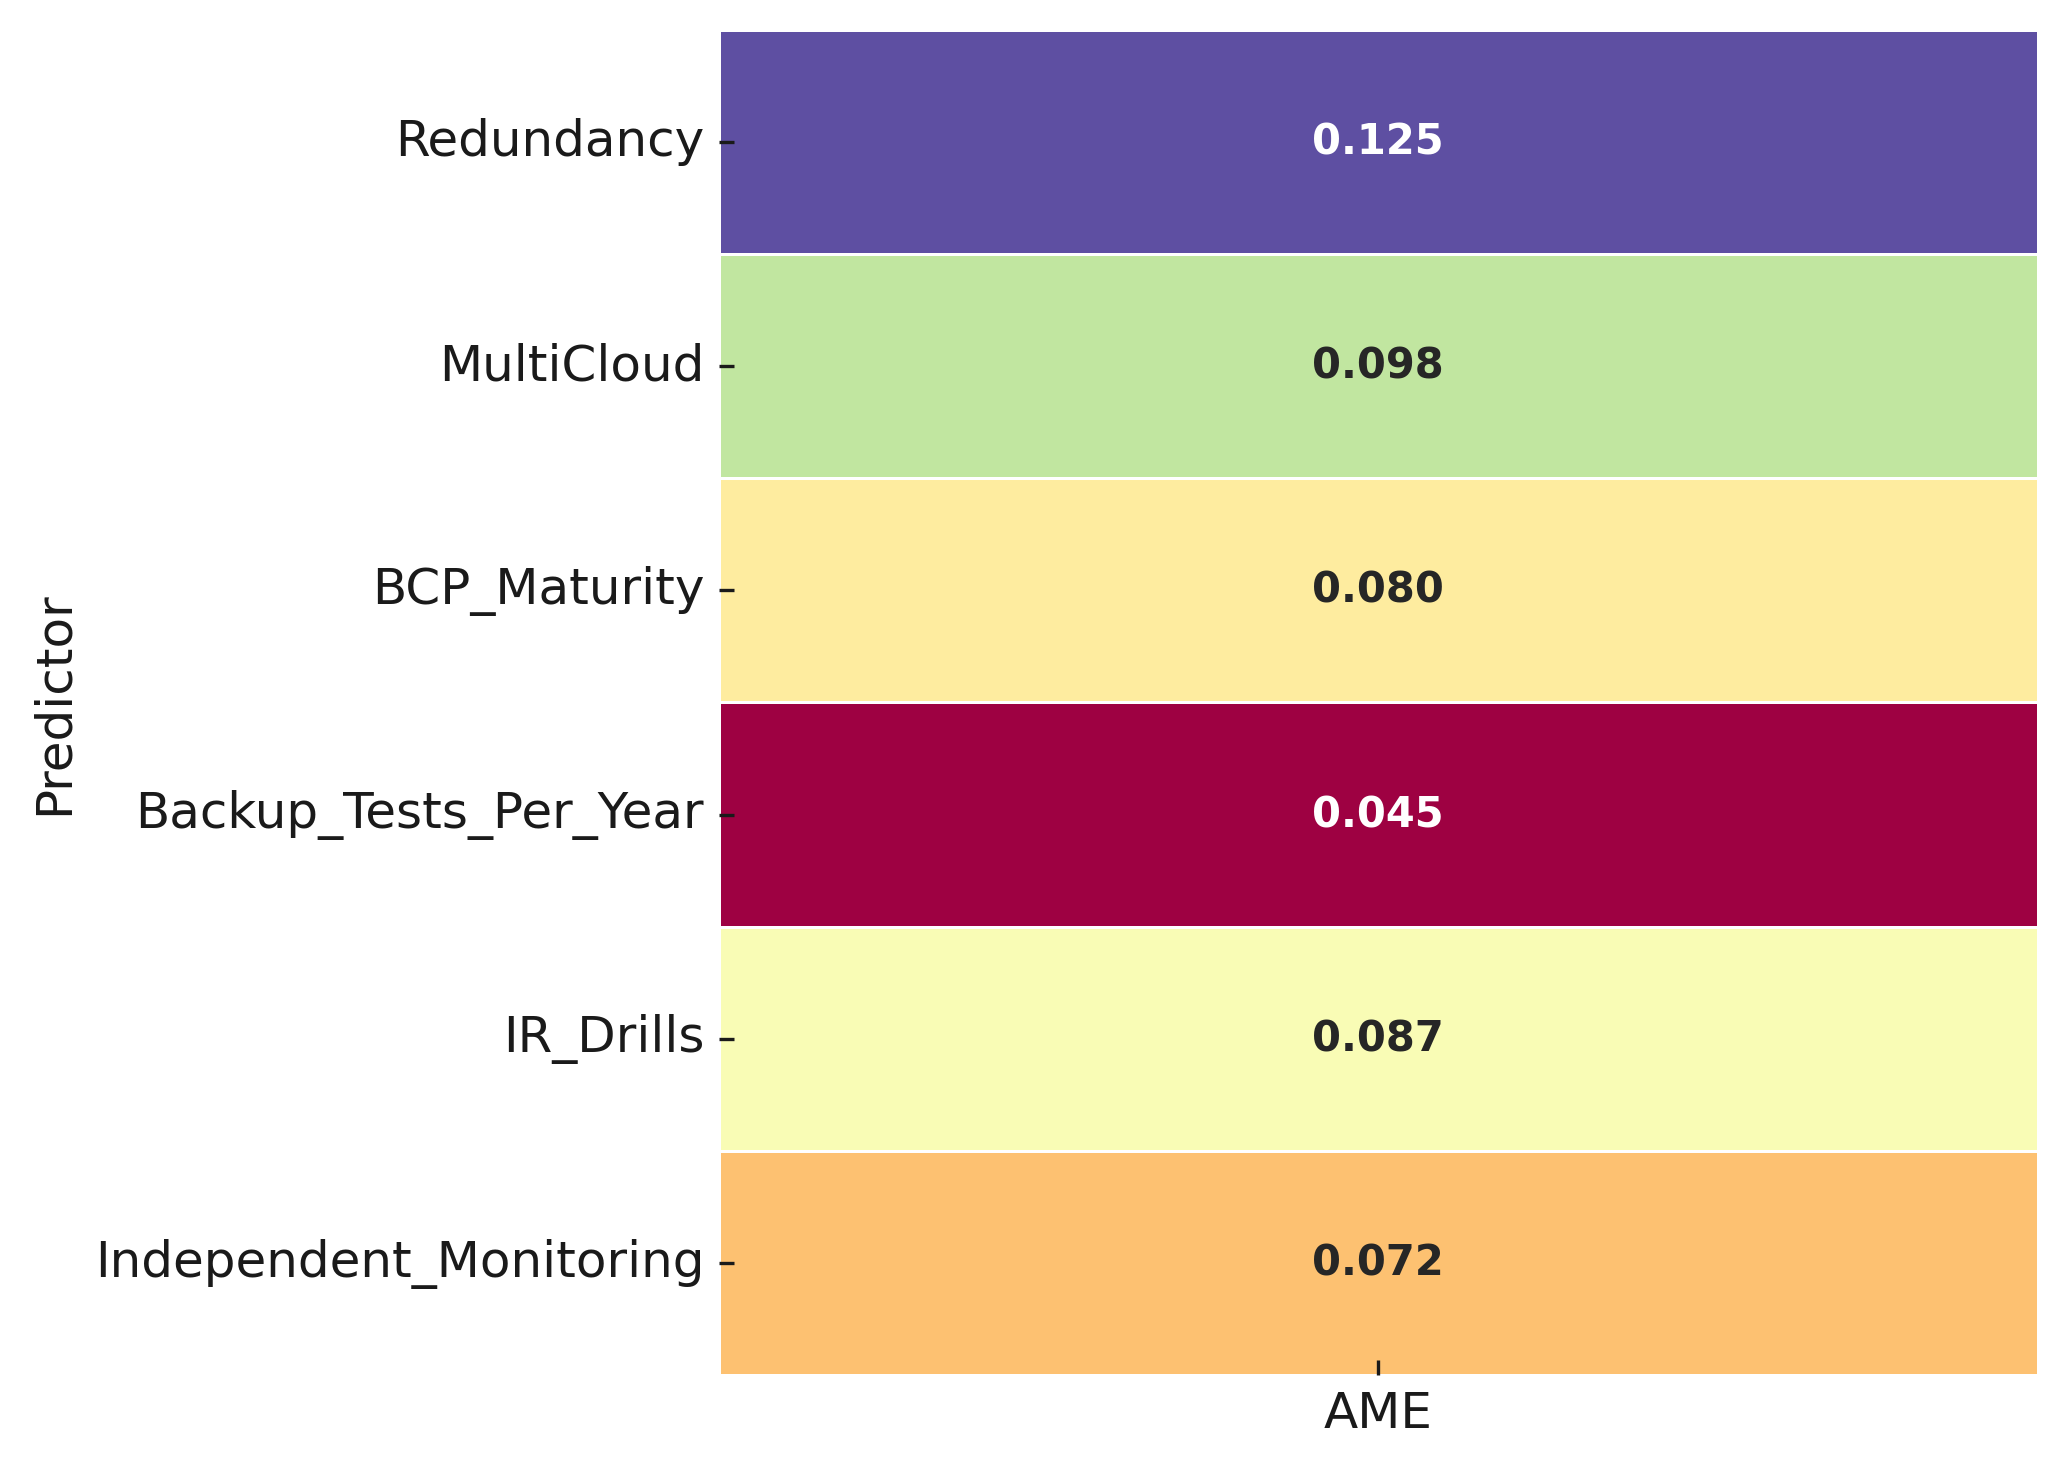 Predictor
Redundancy 0.125
MultiCloud 0.098
BCP_Maturity 0.080
Backup_Tests_Per_Year 0.045
IR_Drills 0.087
Independent_Monitoring 0.072
AME